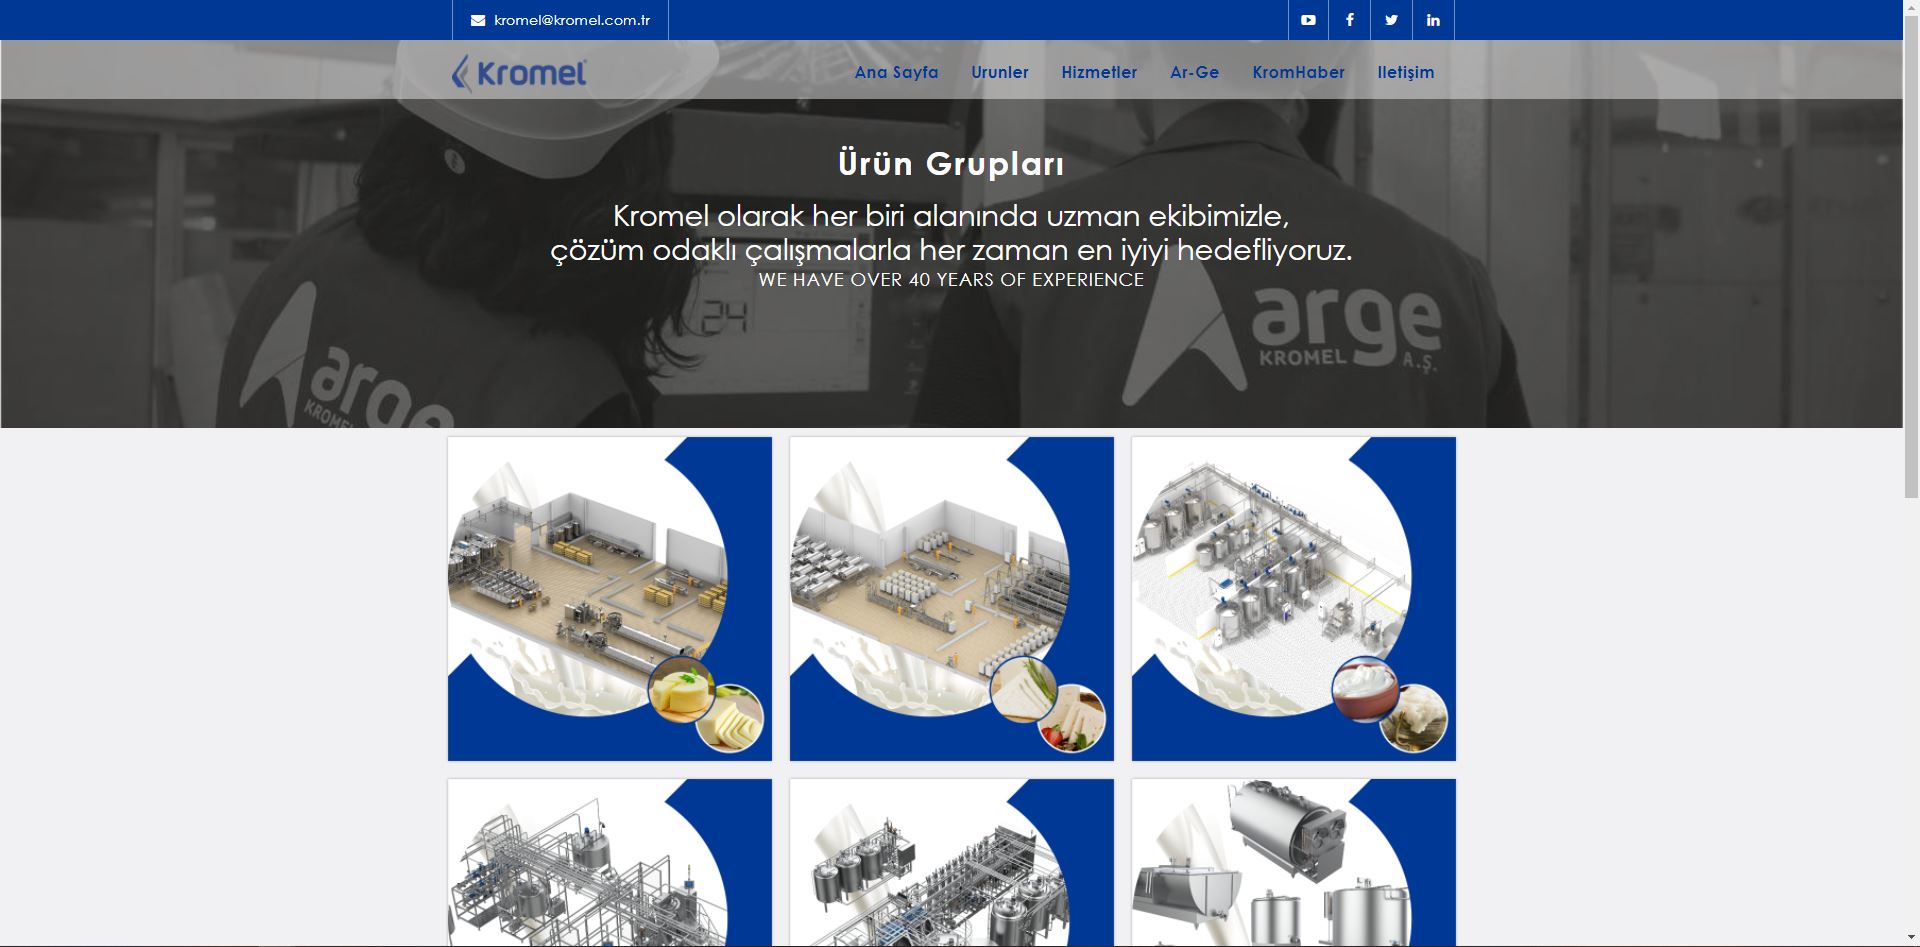 kromel@kromel.com.tr
Kromel
Ana Sayfa Urunler Hizmetler Ar-Ge KromHaber Iletişim
Ürün Grupları
Kromel olarak her biri alanında uzman ekibimizle,
çözüm odaklı çalışmalarla her zaman en iyiyi hedefliyoruz.
WE HAVE OVER 40 YEARS OF EXPERIENCE
24
arge
KROMEL A.Ş.
arge
KROMEL